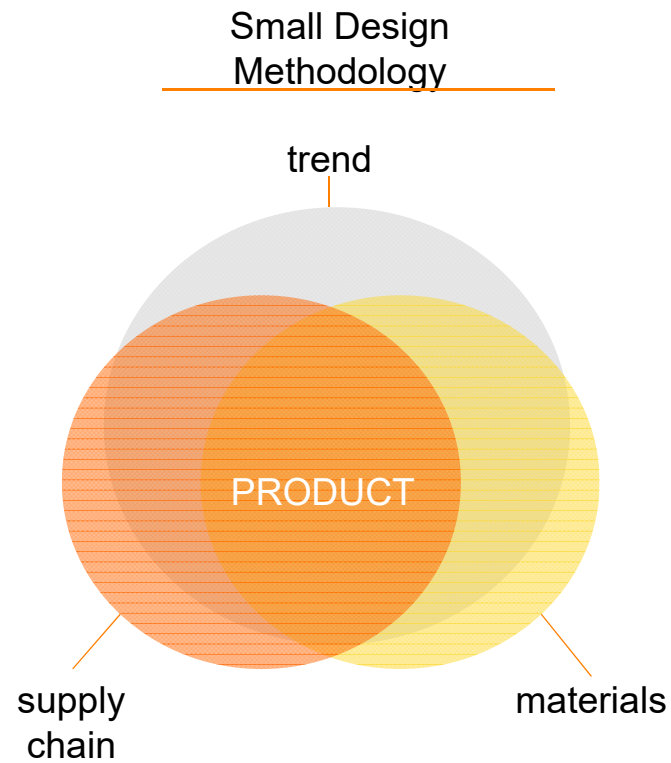 Small Design
Methodology
trend
PRODUCT
supply
chain
materials